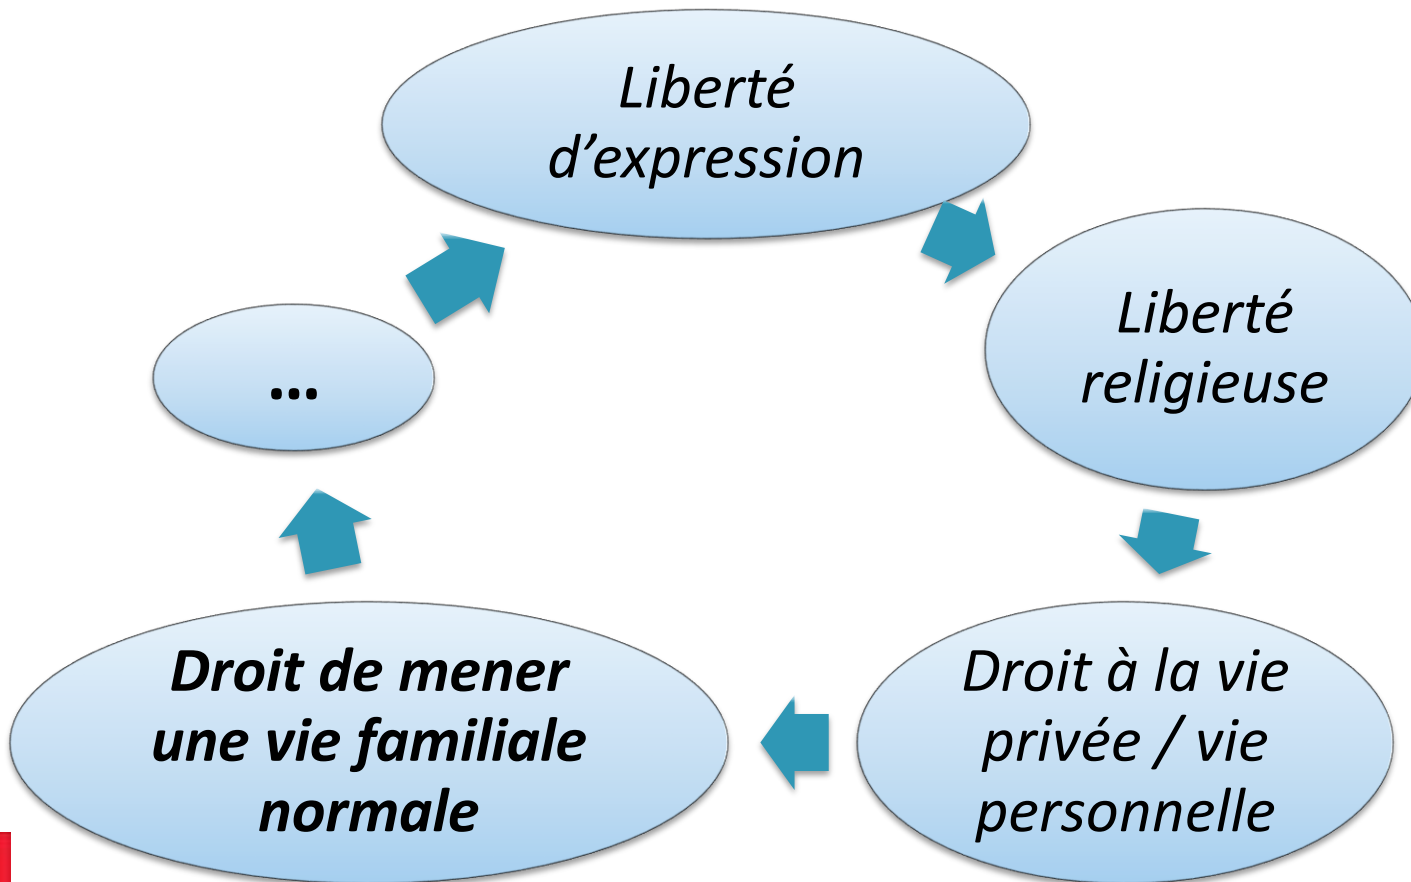 Liberté
d’expression
Liberté
religieuse
Droit à la vie
privée / vie
personnelle
Droit de mener
une vie familiale
normale
...